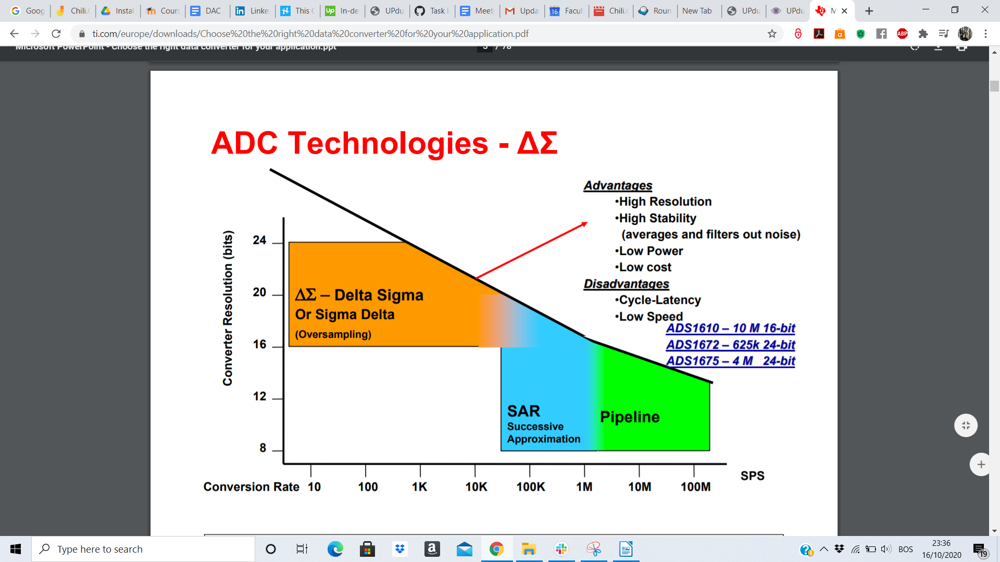 Goog
Chili.
Instal
Cours
DAC -
Linke
This C
In-de
UPdu
Task I
Meeti
Upda
16
Facul
Chili.
Roun
New Tab
UPdu
UPdu
M
ti.com/europe/downloads/Choose%20the%20right%20data%20converter%20for%20your%20application.pdf
ABP
Microsoft PowerPoint - Choose the right data converter for your application.ppt
/ 78
ADC Technologies - ΔΣ
Advantages
•High Resolution
•High Stability
(averages and filters out noise)
•Low Power
•Low cost
Disadvantages
•Cycle-Latency
•Low Speed
ADS1610 – 10 M 16-bit
ADS1672 – 625k 24-bit
ADS1675 – 4 M 24-bit
Converter Resolution (bits)
24
20
16
12
8
ΔΣ – Delta Sigma
Or Sigma Delta
(Oversampling)
SAR
Successive
Approximation
Pipeline
SPS
Conversion Rate 10 100 1K 10K 100K 1M 10M 100M
Type here to search
BOS
23:36
16/10/2020
19